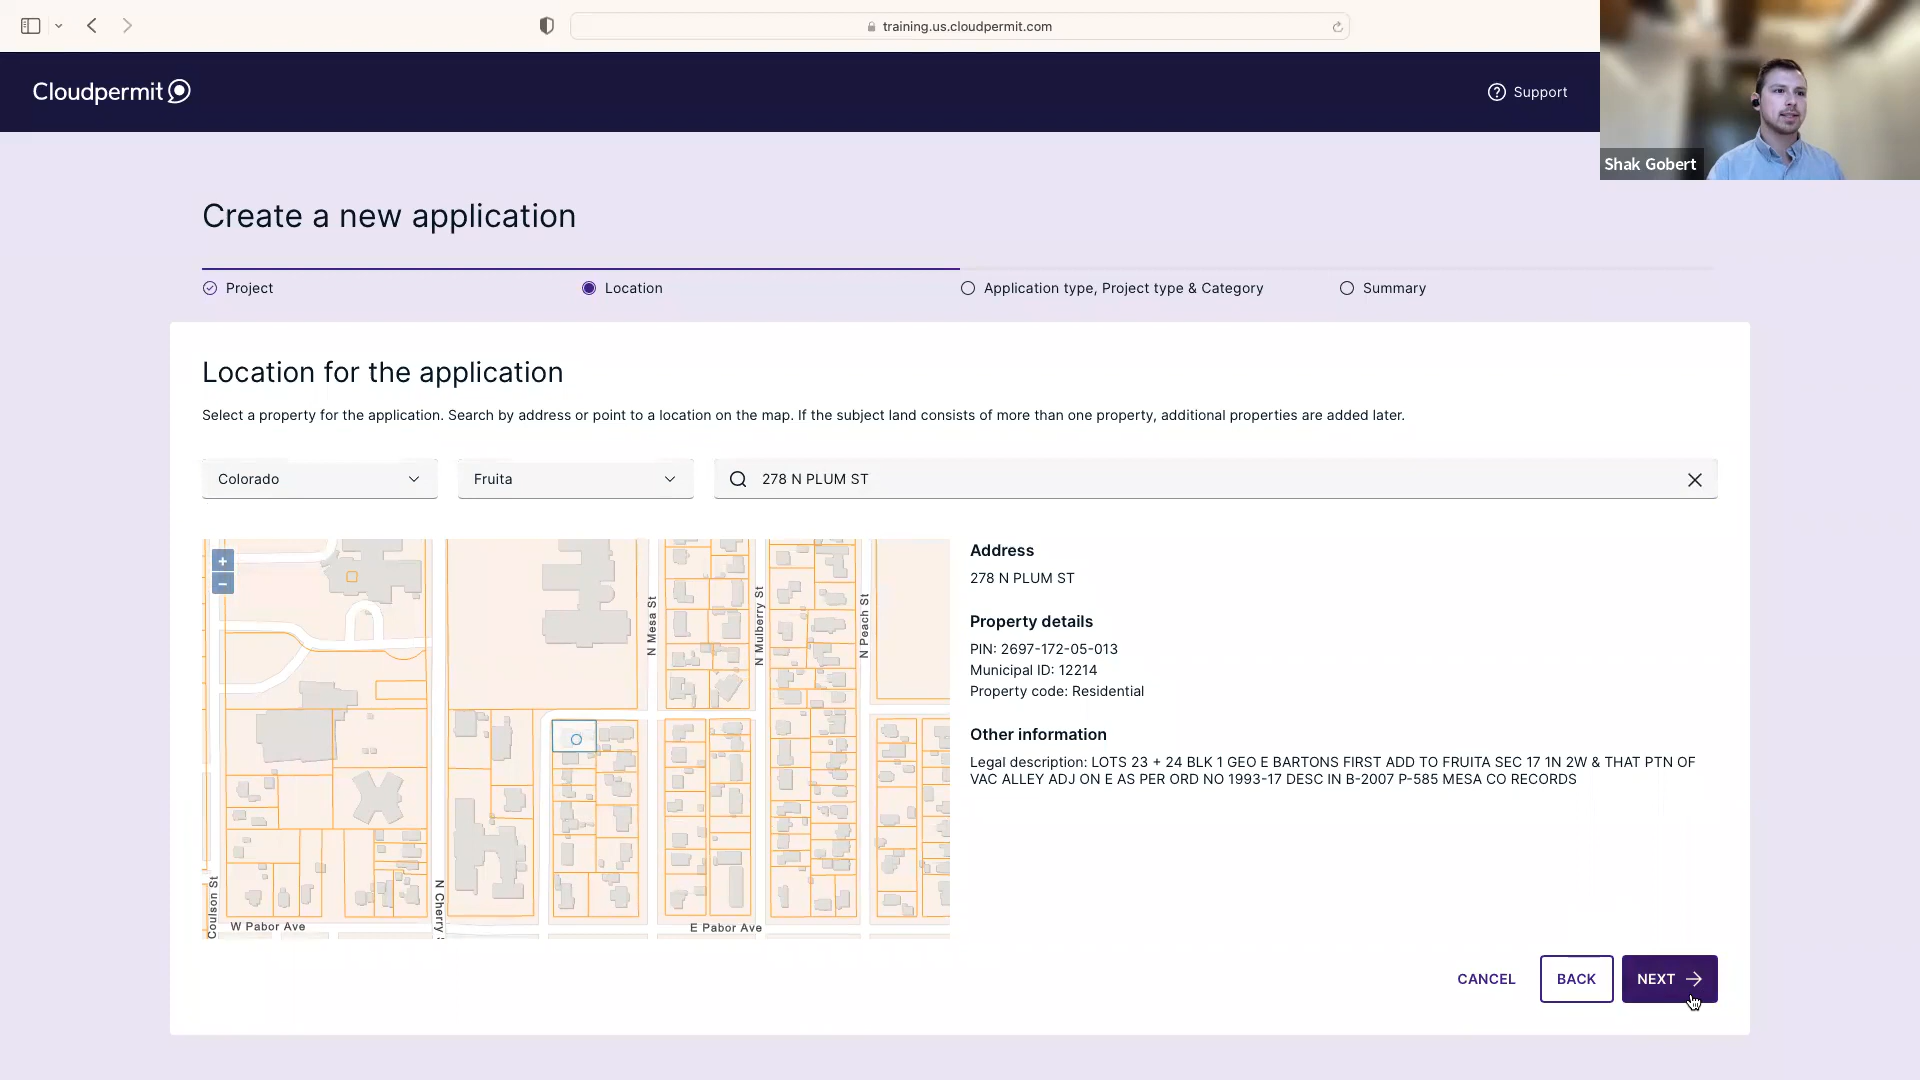 training.us.cloudpermit.com
Cloudpermit
Support
Shak Gobert
Create a new application
Project
Location
Application type, Project type & Category
Summary
Location for the application
Select a property for the application. Search by address or point to a location on the map. If the subject land consists of more than one property, additional properties are added later.
Colorado
Fruita
278 N PLUM ST
+
−
N Mesa St
N Mulberry St
N Peach St
Coulson St
W Pabor Ave
N Cherry
E Pabor Ave
Address
278 N PLUM ST
Property details
PIN: 2697-172-05-013
Municipal ID: 12214
Property code: Residential
Other information
Legal description: LOTS 23 + 24 BLK 1 GEO E BARTONS FIRST ADD TO FRUITA SEC 17 1N 2W & THAT PTN OF
VAC ALLEY ADJ ON E AS PER ORD NO 1993-17 DESC IN B-2007 P-585 MESA CO RECORDS
CANCEL
BACK
NEXT